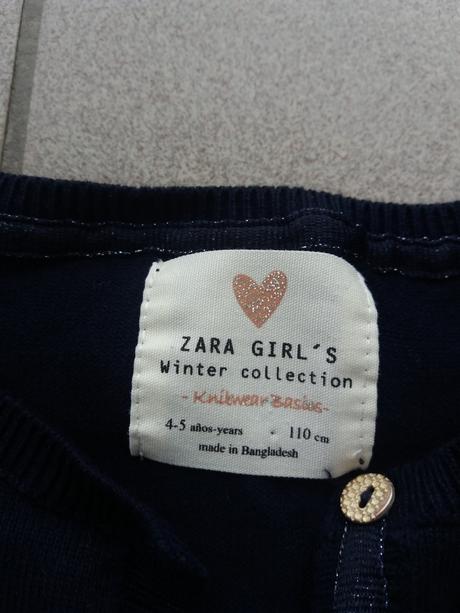 ZARA GIRL´S
Winter collection
- Knitwear Basics -
4-5 años-years - 110 cm
made in Bangladesh